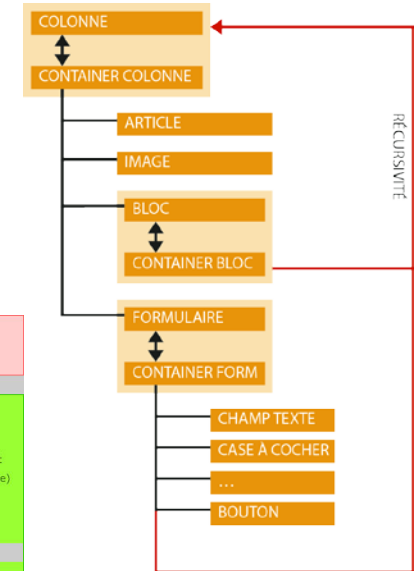 COLONNE
CONTAINER COLONNE
ARTICLE
IMAGE
BLOC
CONTAINER BLOC
FORMULAIRE
CONTAINER FORM
CHAMP TEXTE
CASE À COCHER
...
BOUTON
RÉCURSIVITÉ
e)